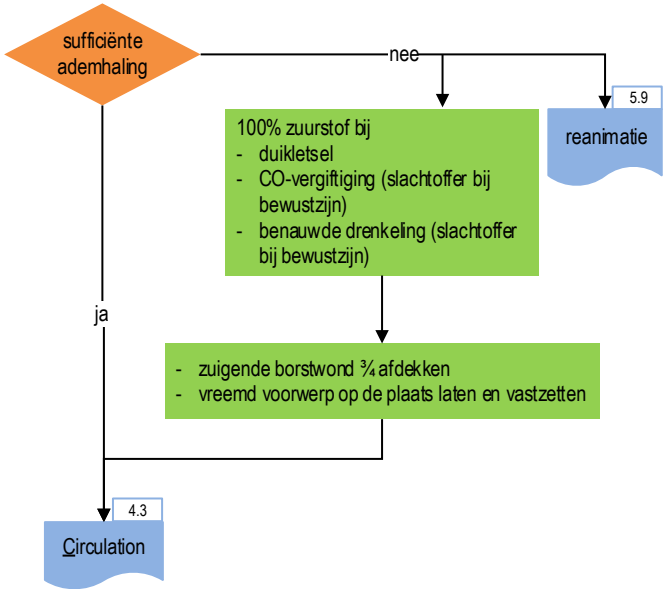 sufficiënte
ademhaling
nee
5.9
reanimatie
100% zuurstof bij
- duikletsel
- CO-vergiftiging (slachtoffer bij
bewustzijn)
- benauwde drenkeling (slachtoffer
bij bewustzijn)
ja
- zuigende borstwond ¾ afdekken
- vreemd voorwerp op de plaats laten en vastzetten
4.3
Circulation